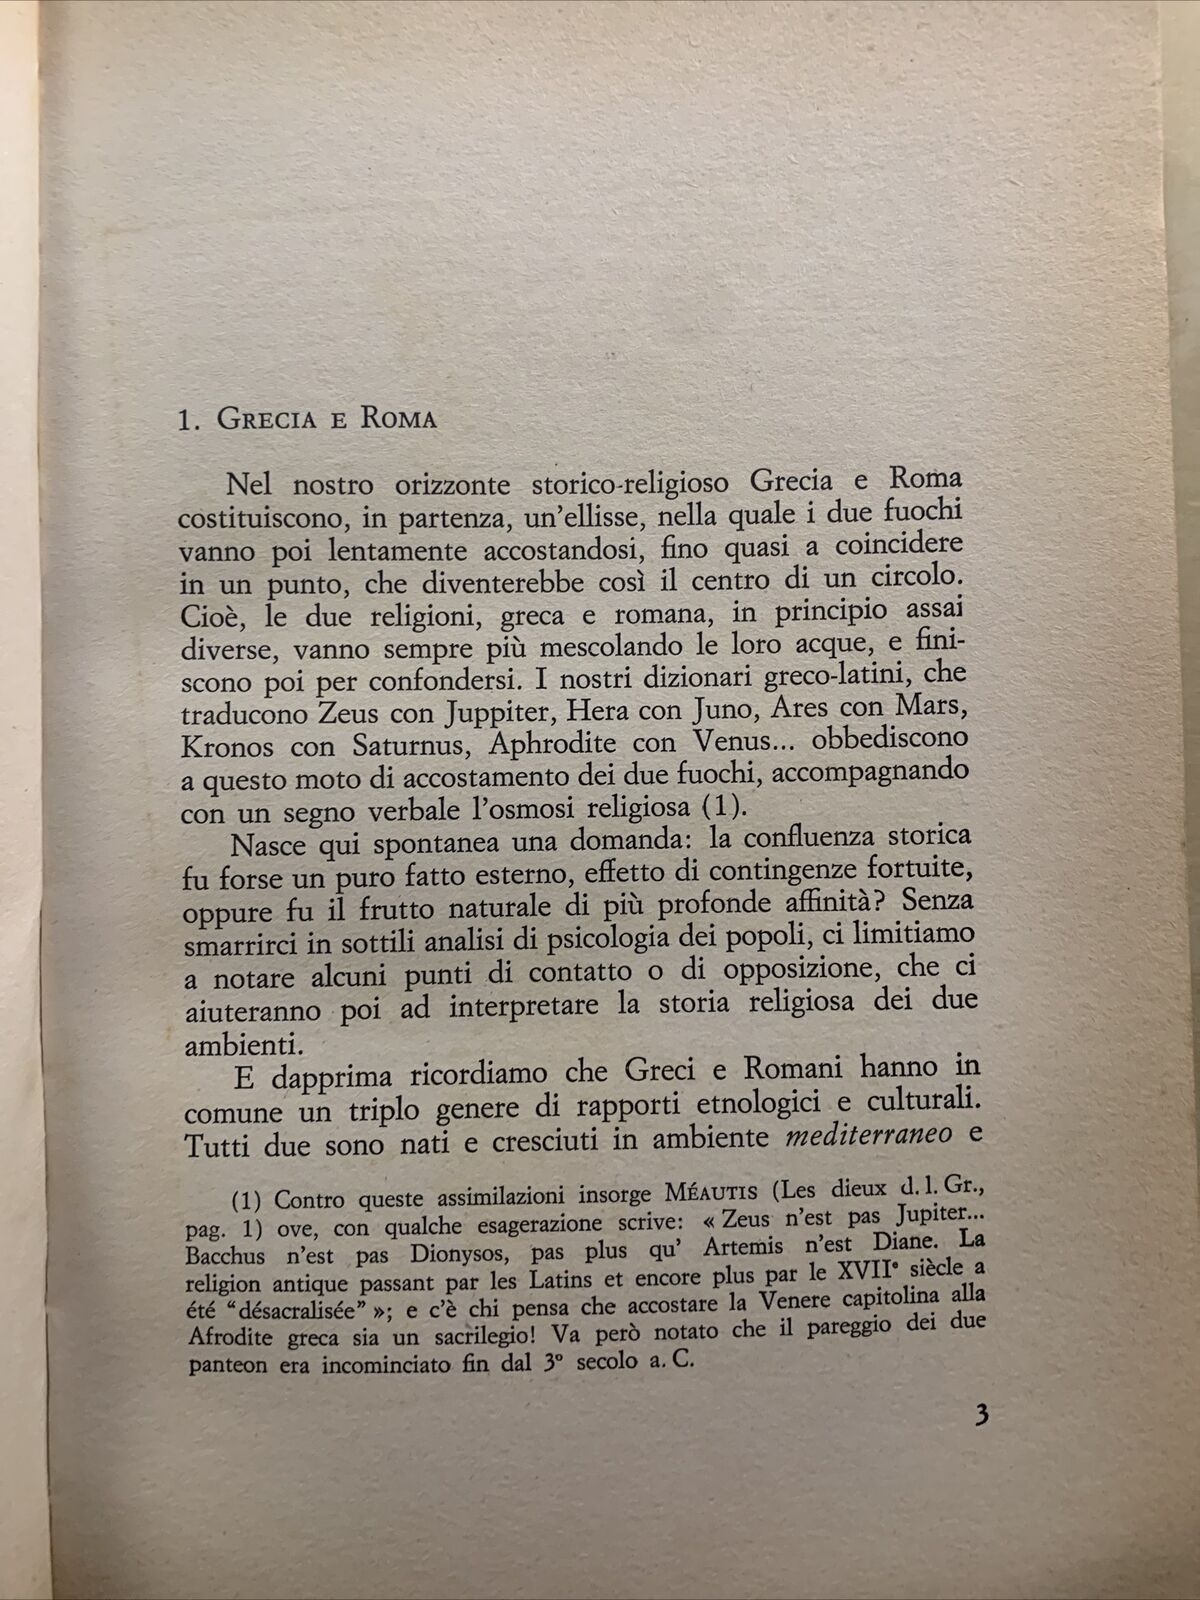 1. Grecia e Roma
Nel nostro orizzonte storico-religioso Grecia e Roma
costituiscono, in partenza, un'ellisse, nella quale i due fuochi
vanno poi lentamente accostandosi, fino quasi a coincidere
in un punto, che diventerebbe così il centro di un circolo.
Cioè, le due religioni, greca e romana, in principio assai
diverse, vanno sempre più mescolando le loro acque, e fini-
scono poi per confondersi. I nostri dizionari greco-latini, che
traducono Zeus con Juppiter, Hera con Juno, Ares con Mars,
Kronos con Saturnus, Aphrodite con Venus... obbediscono
a questo moto di accostamento dei due fuochi, accompagnando
con un segno verbale l'osmosi religiosa (1).
Nasce qui spontanea una domanda: la confluenza storica
fu forse un puro fatto esterno, effetto di contingenze fortuite,
oppure fu il frutto naturale di più profonde affinità? Senza
smarrirci in sottili analisi di psicologia dei popoli, ci limitiamo
a notare alcuni punti di contatto o di opposizione, che ci
aiuteranno poi ad interpretare la storia religiosa dei due
ambienti.
E dapprima ricordiamo che Greci e Romani hanno in
comune un triplo genere di rapporti etnologici e culturali.
Tutti due sono nati e cresciuti in ambiente mediterraneo e
(1) Contro queste assimilazioni insorge Méautis (Les dieux d. l. Gr.,
pag. 1) ove, con qualche esagerazione scrive: « Zeus n'est pas Jupiter...
Bacchus n'est pas Dionysos, pas plus qu' Artemis n'est Diane. La
religion antique passant par les Latins et encore plus par le XVIIe siècle a
été "désacralisée" »; e c'è chi pensa che accostare la Venere capitolina alla
Afrodite greca sia un sacrilegio! Va però notato che il pareggio dei due
panteon era incominciato fin dal 3º secolo a. C.
3